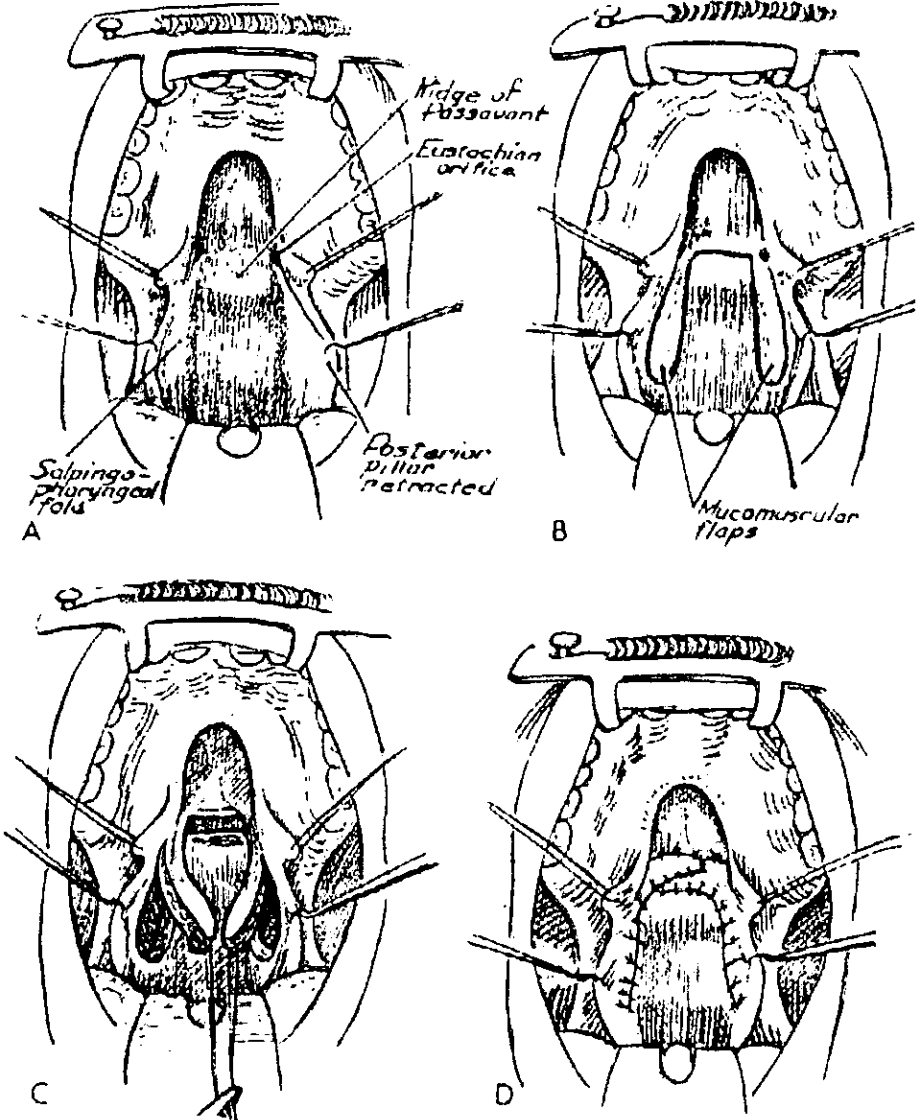 Ridge of
Passavant
Eustachian
orifice
Salpingo-
pharyngeal
fold
Posterior
pillar
retracted
A
Mucomuscular
flaps
B
C
D